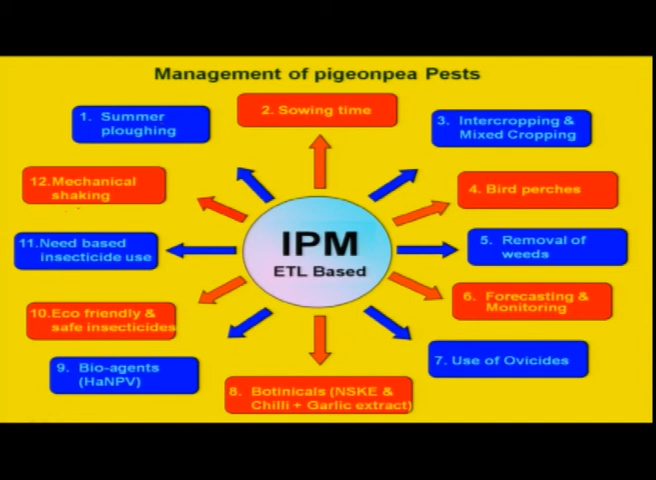 Management of pigeonpea Pests
1. Summer
ploughing
2. Sowing time
3. Intercropping &
Mixed Cropping
4. Bird perches
5. Removal of
weeds
6. Forecasting &
Monitoring
7. Use of Ovicides
8. Botinicals (NSKE &
Chilli + Garlic extract)
9. Bio-agents
(HaNPV)
10.Eco friendly &
safe insecticides
11.Need based
insecticide use
12.Mechanical
shaking
IPM
ETL Based